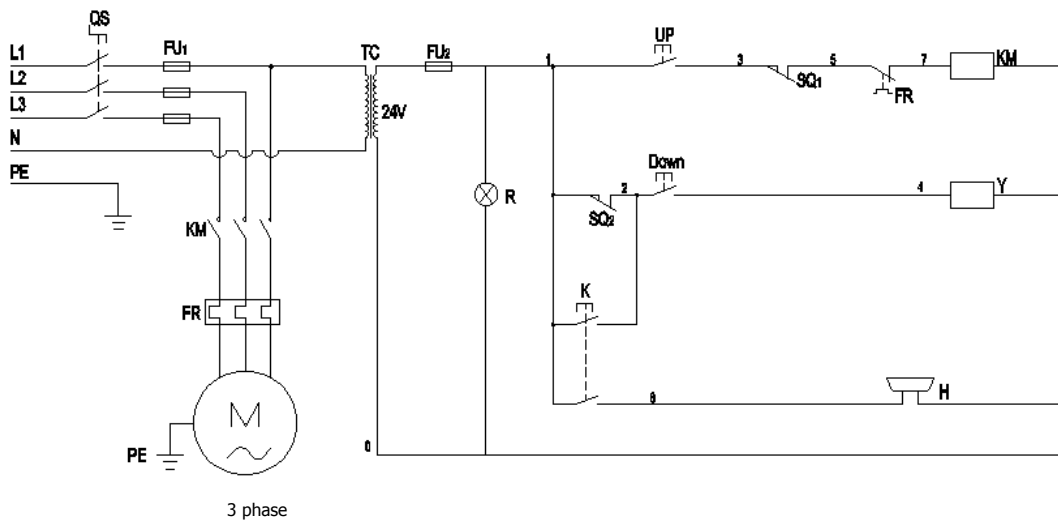 QS
L1
FU1
TC
FU2
1
UP
3
SQ1
5
FR
7
KM
L2
L3
24V
N
PE
R
SQ2
2
Down
4
Y
KM
K
FR
M
6
H
PE
0
3 phase